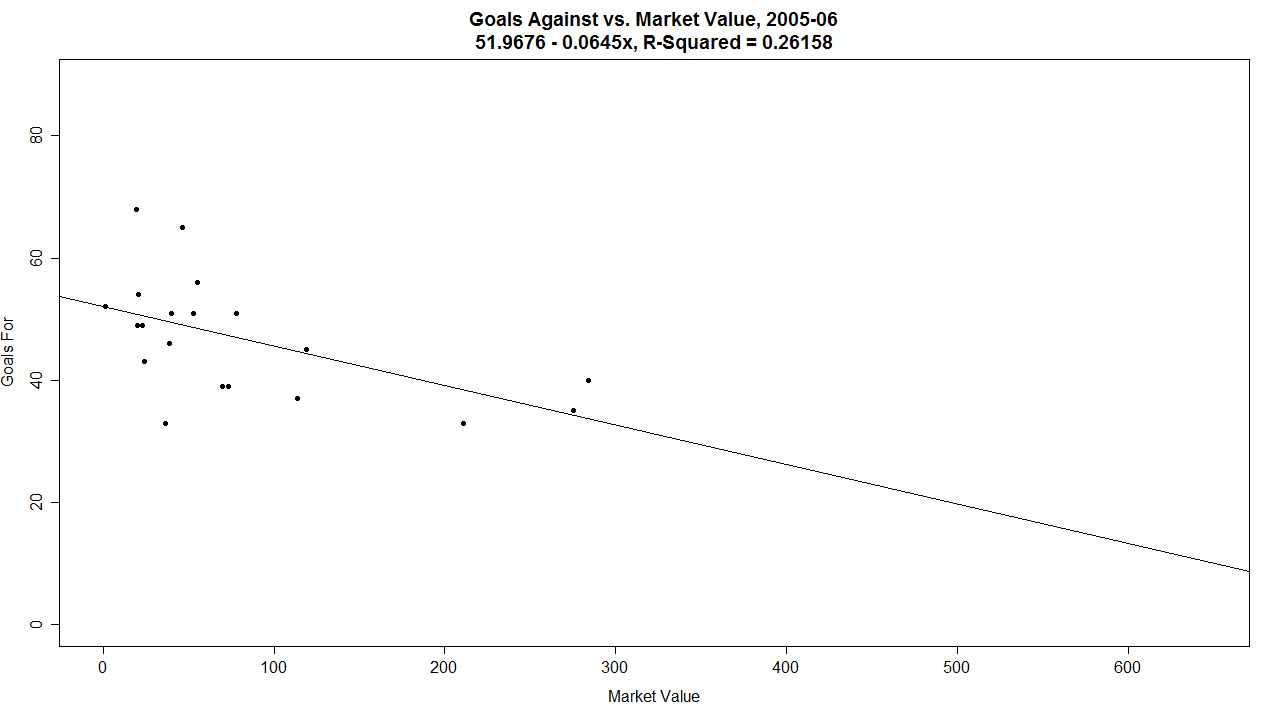 Goals Against vs. Market Value, 2005-06
51.9676 - 0.0645x, R-Squared = 0.26158
Goals For
80
60
40
20
0
0 100 200 300 400 500 600
Market Value